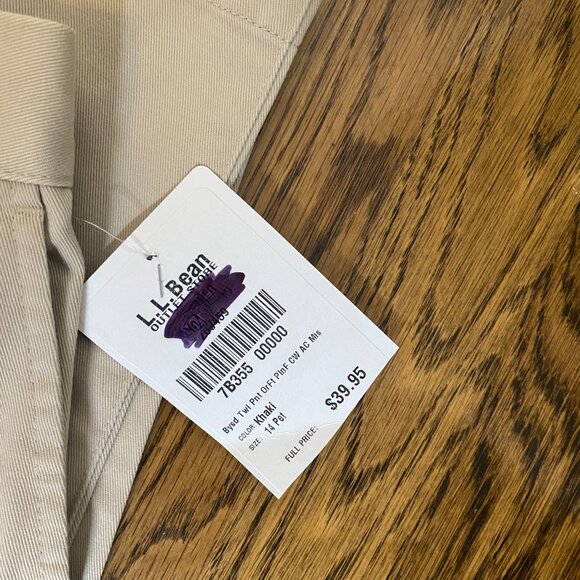 L.L.Bean
OUTLET STORE
7B355 00000
Bysd Twl Pnt OrFt PlnF CW AC Mis
COLOR: Khaki
SIZE: 14 Pet
FULL PRICE: $39.95